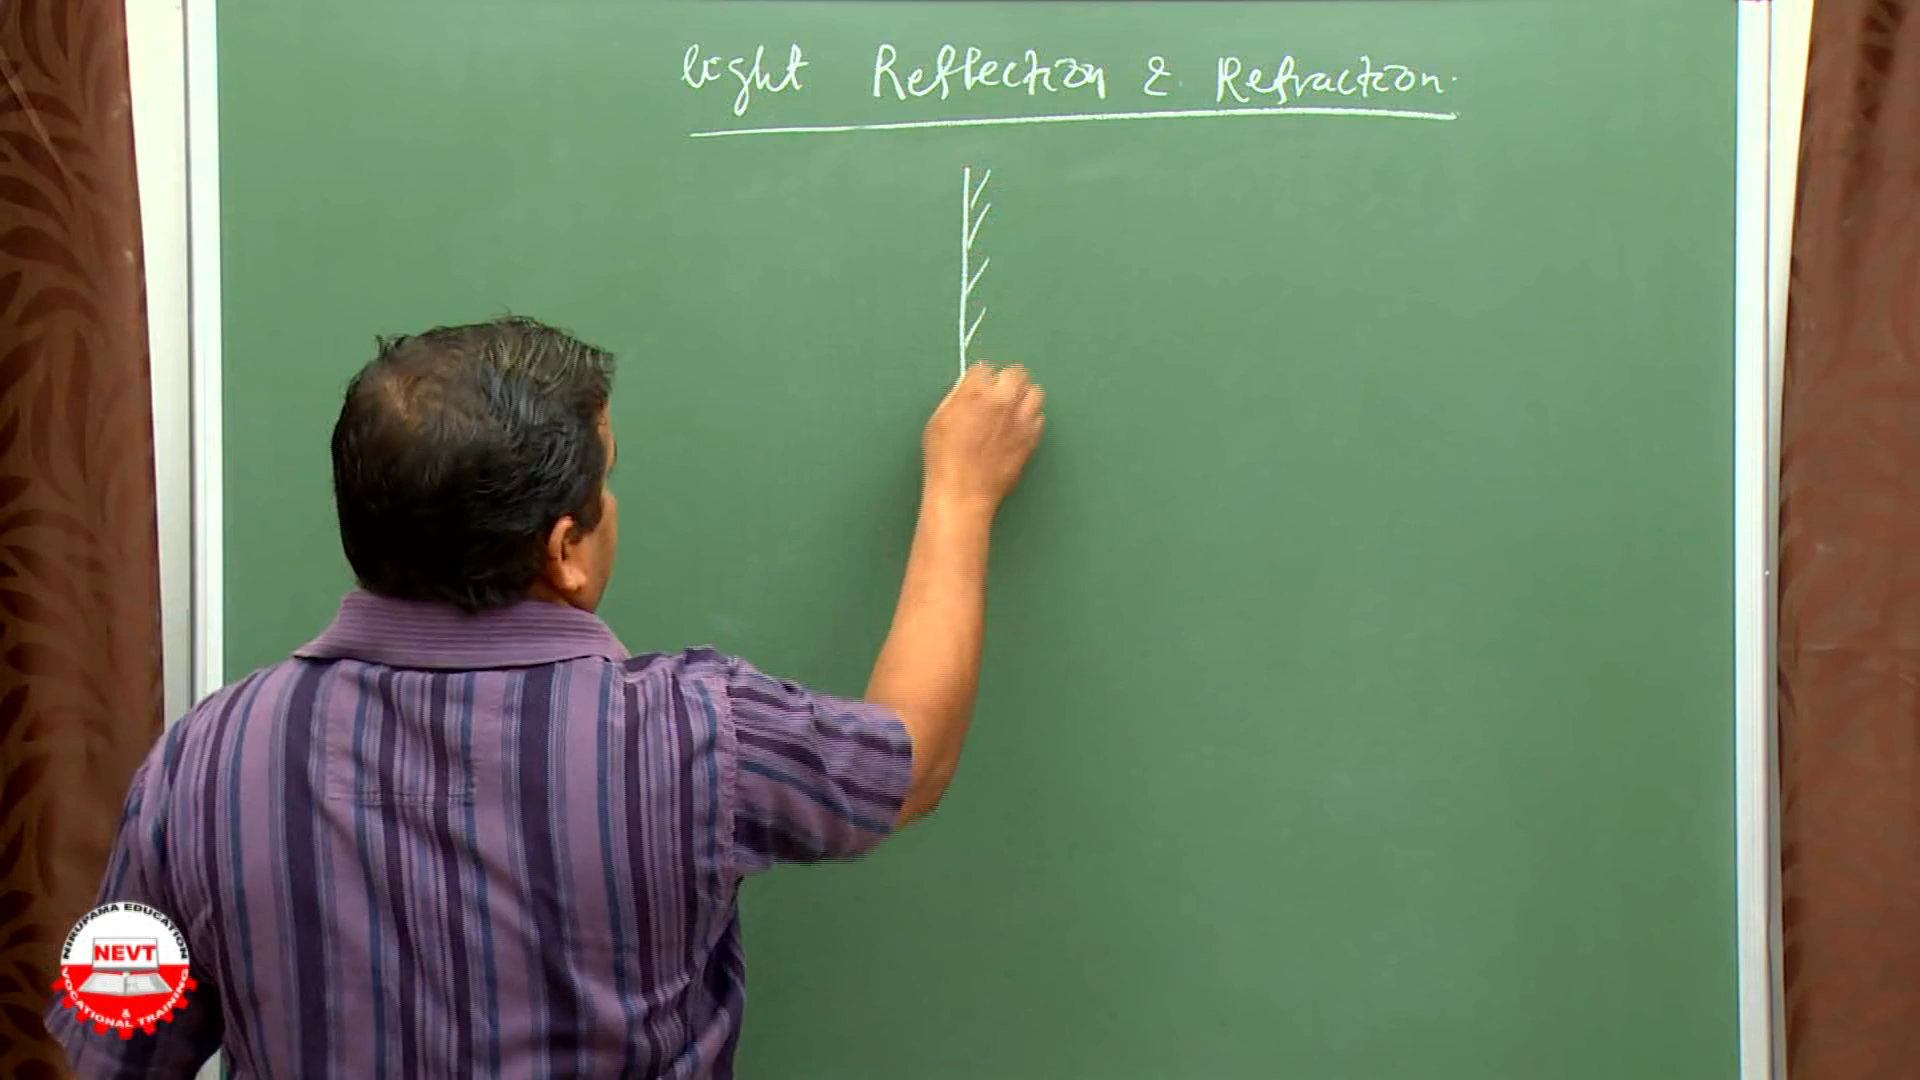 light Reflection & Refraction.
NIRUPAMA EDUCATION
NEVT
&
VOCATIONAL TRAINING